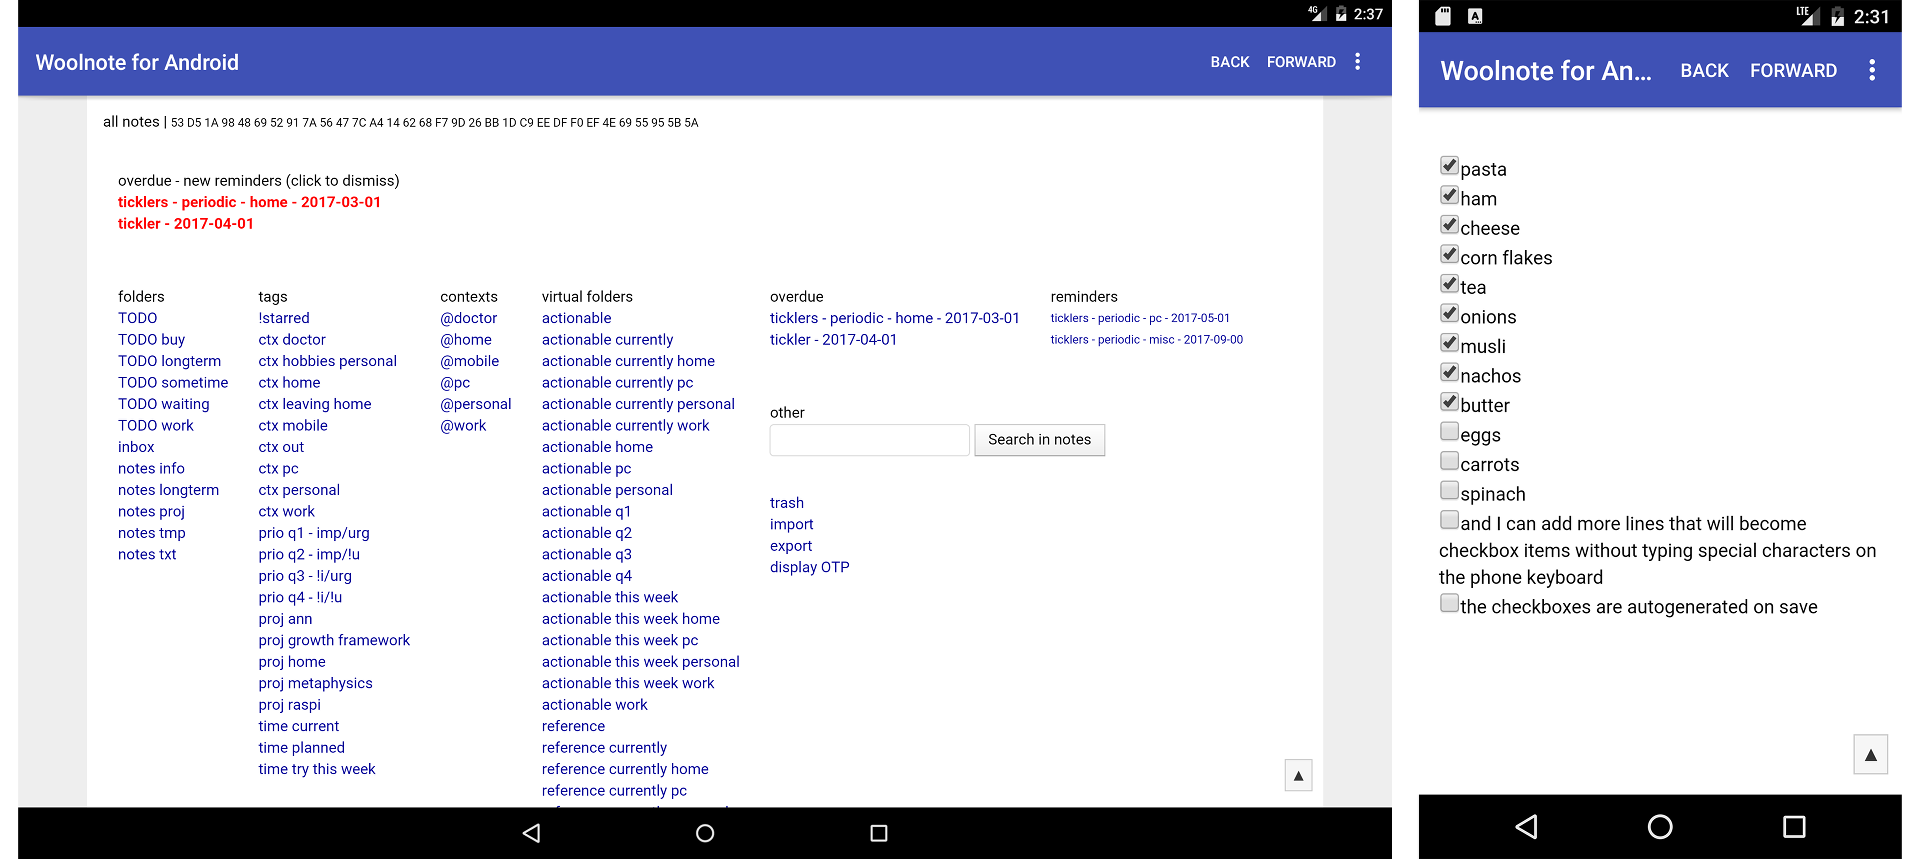 4G 2:37
Woolnote for Android BACK FORWARD
all notes | 53 D5 1A 98 48 69 52 91 7A 56 47 7C A4 14 62 68 F7 9D 26 BB 1D C9 EE DF F0 EF 4E 69 55 95 5B 5A
overdue - new reminders (click to dismiss)
ticklers - periodic - home - 2017-03-01
tickler - 2017-04-01
folders
TODO
TODO buy
TODO longterm
TODO sometime
TODO waiting
TODO work
inbox
notes info
notes longterm
notes proj
notes tmp
notes txt
tags
!starred
ctx doctor
ctx hobbies personal
ctx home
ctx leaving home
ctx mobile
ctx out
ctx pc
ctx personal
ctx work
prio q1 - imp/urg
prio q2 - imp/!u
prio q3 - !i/urg
prio q4 - !i/!u
proj ann
proj growth framework
proj home
proj metaphysics
proj raspi
time current
time planned
time try this week
contexts
@doctor
@home
@mobile
@pc
@personal
@work
virtual folders
actionable
actionable currently
actionable currently home
actionable currently pc
actionable currently personal
actionable currently work
actionable home
actionable pc
actionable personal
actionable q1
actionable q2
actionable q3
actionable q4
actionable this week
actionable this week home
actionable this week pc
actionable this week personal
actionable this week work
actionable work
reference
reference currently
reference currently home
reference currently pc
overdue
ticklers - periodic - home - 2017-03-01
tickler - 2017-04-01
reminders
ticklers - periodic - pc - 2017-05-01
ticklers - periodic - misc - 2017-09-00
other
Search in notes
trash
import
export
display OTP
A LTE 2:31
Woolnote for An... BACK FORWARD
pasta
ham
cheese
corn flakes
tea
onions
musli
nachos
butter
eggs
carrots
spinach
and I can add more lines that will become
checkbox items without typing special characters on
the phone keyboard
the checkboxes are autogenerated on save